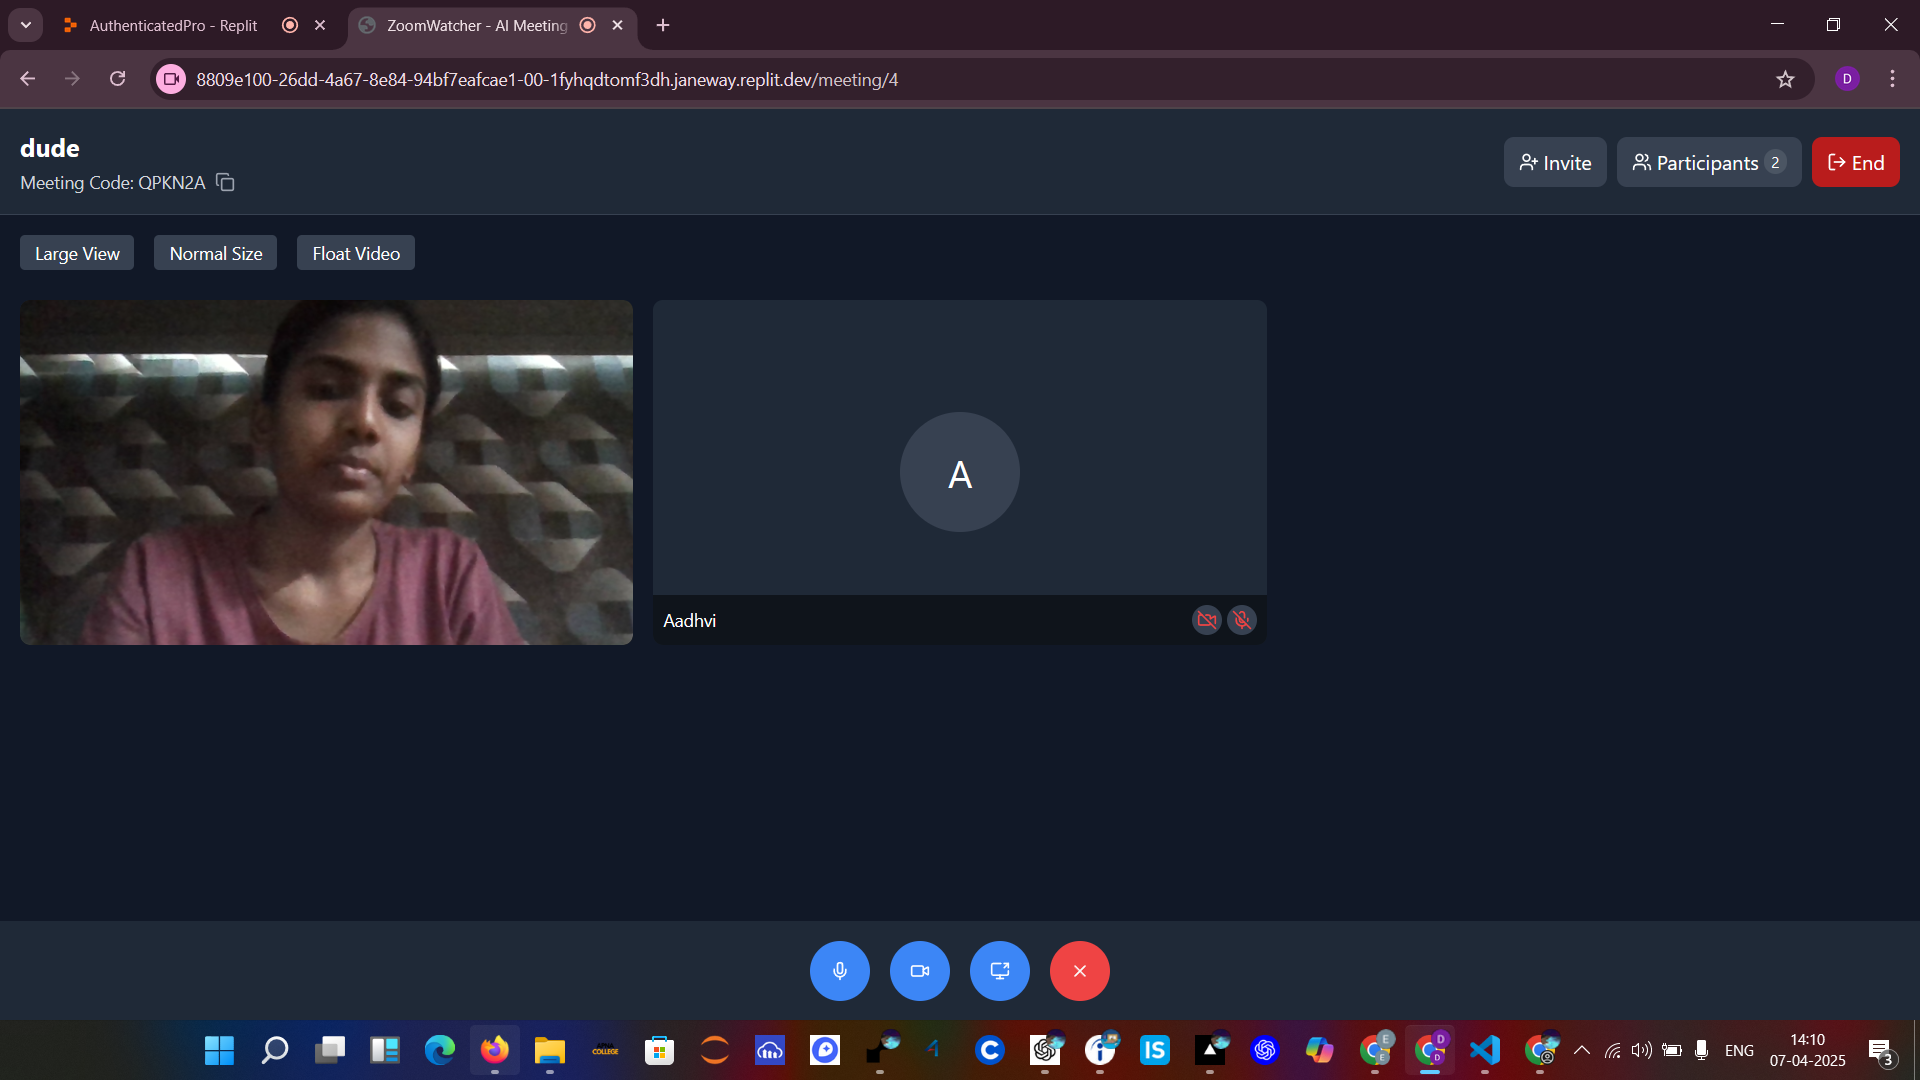 AuthenticatedPro - Replit
ZoomWatcher - AI Meeting
8809e100-26dd-4a67-8e84-94bf7eafcae1-00-1fyhqdtomf3dh.janeway.replit.dev/meeting/4
D
dude
Meeting Code: QPKN2A
Invite
Participants 2
End
Large View
Normal Size
Float Video
A
Aadhvi
COLLEGE
C
IS
E
E
D
D
ENG
14:10
07-04-2025
3